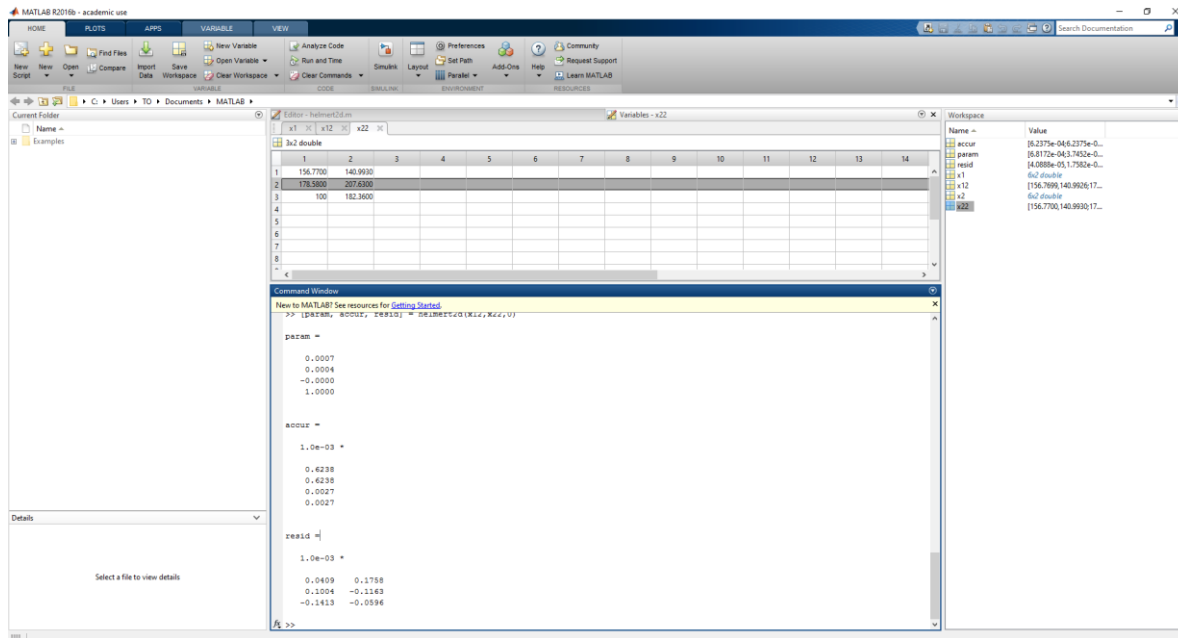 MATLAB R2016b - academic use
HOME PLOTS APPS VARIABLE VIEW
Search Documentation
New Script
New
Open
Find Files
Compare
Import Data
Save Workspace
New Variable
Open Variable
Clear Workspace
Analyze Code
Run and Time
Clear Commands
Simulink
Layout
Preferences
Set Path
Parallel
Add-Ons
Help
Community
Request Support
Learn MATLAB
FILE VARIABLE CODE SIMULINK ENVIRONMENT RESOURCES
C: Users TO Documents MATLAB
Current Folder
Name
Examples
Details
Select a file to view details
Editor - helmert2d.m
Variables - x22
x1 x12 x22
3x2 double
1 2 3 4 5 6 7 8 9 10 11 12 13 14
1 156.7700 140.9930
2 178.5800 207.6300
3 100 182.3600
4
5
6
7
8
Command Window
New to MATLAB? See resources for Getting Started.
>> [param, accur, resid] = helmert2d(x12,x22,0)
param =
0.0007
0.0004
-0.0000
1.0000
accur =
1.0e-03 *
0.6238
0.6238
0.0027
0.0027
resid =
1.0e-03 *
0.0409 0.1758
0.1004 -0.1163
-0.1413 -0.0596
fx >>
Workspace
Name Value
accur [6.2375e-04;6.2375e-0...
param [6.8172e-04;3.7452e-0...
resid [4.0888e-05,1.7582e-0...
x1 6x2 double
x12 [156.7699,140.9926;17...
x2 6x2 double
x22 [156.7700,140.9930;17...